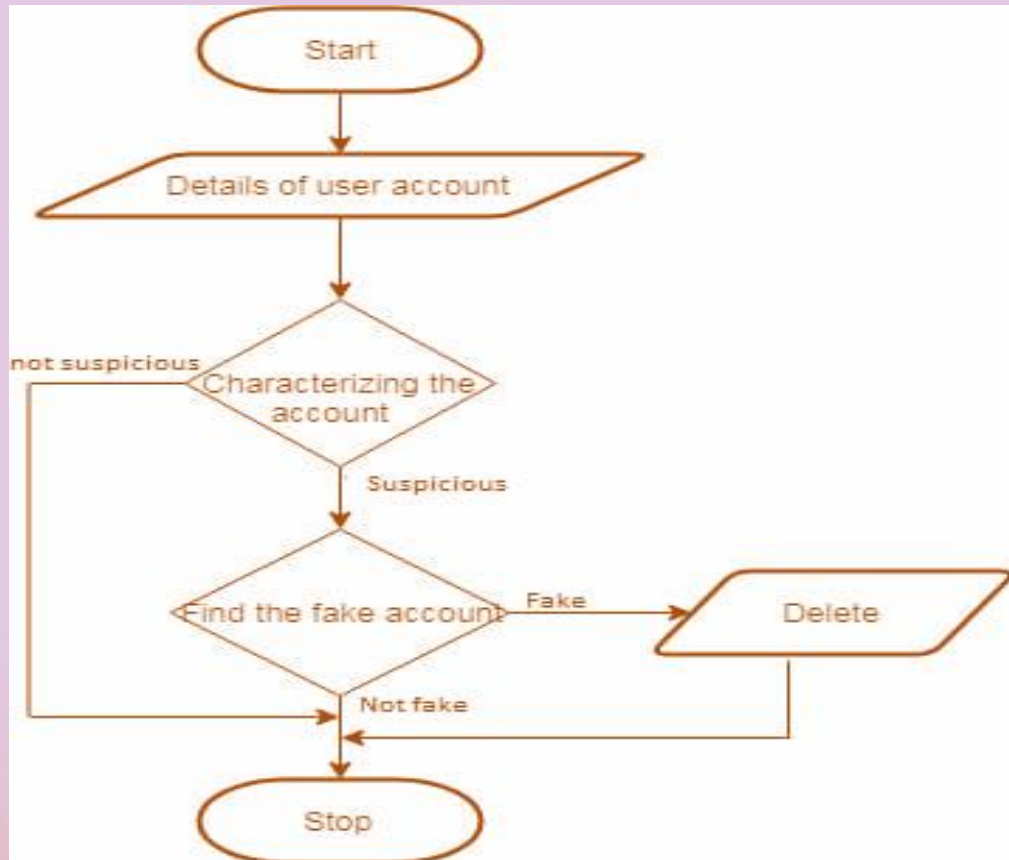 Start
Details of user account
not suspicious
Characterizing the
account
Suspicious
Find the fake account
Fake
Delete
Not fake
Stop